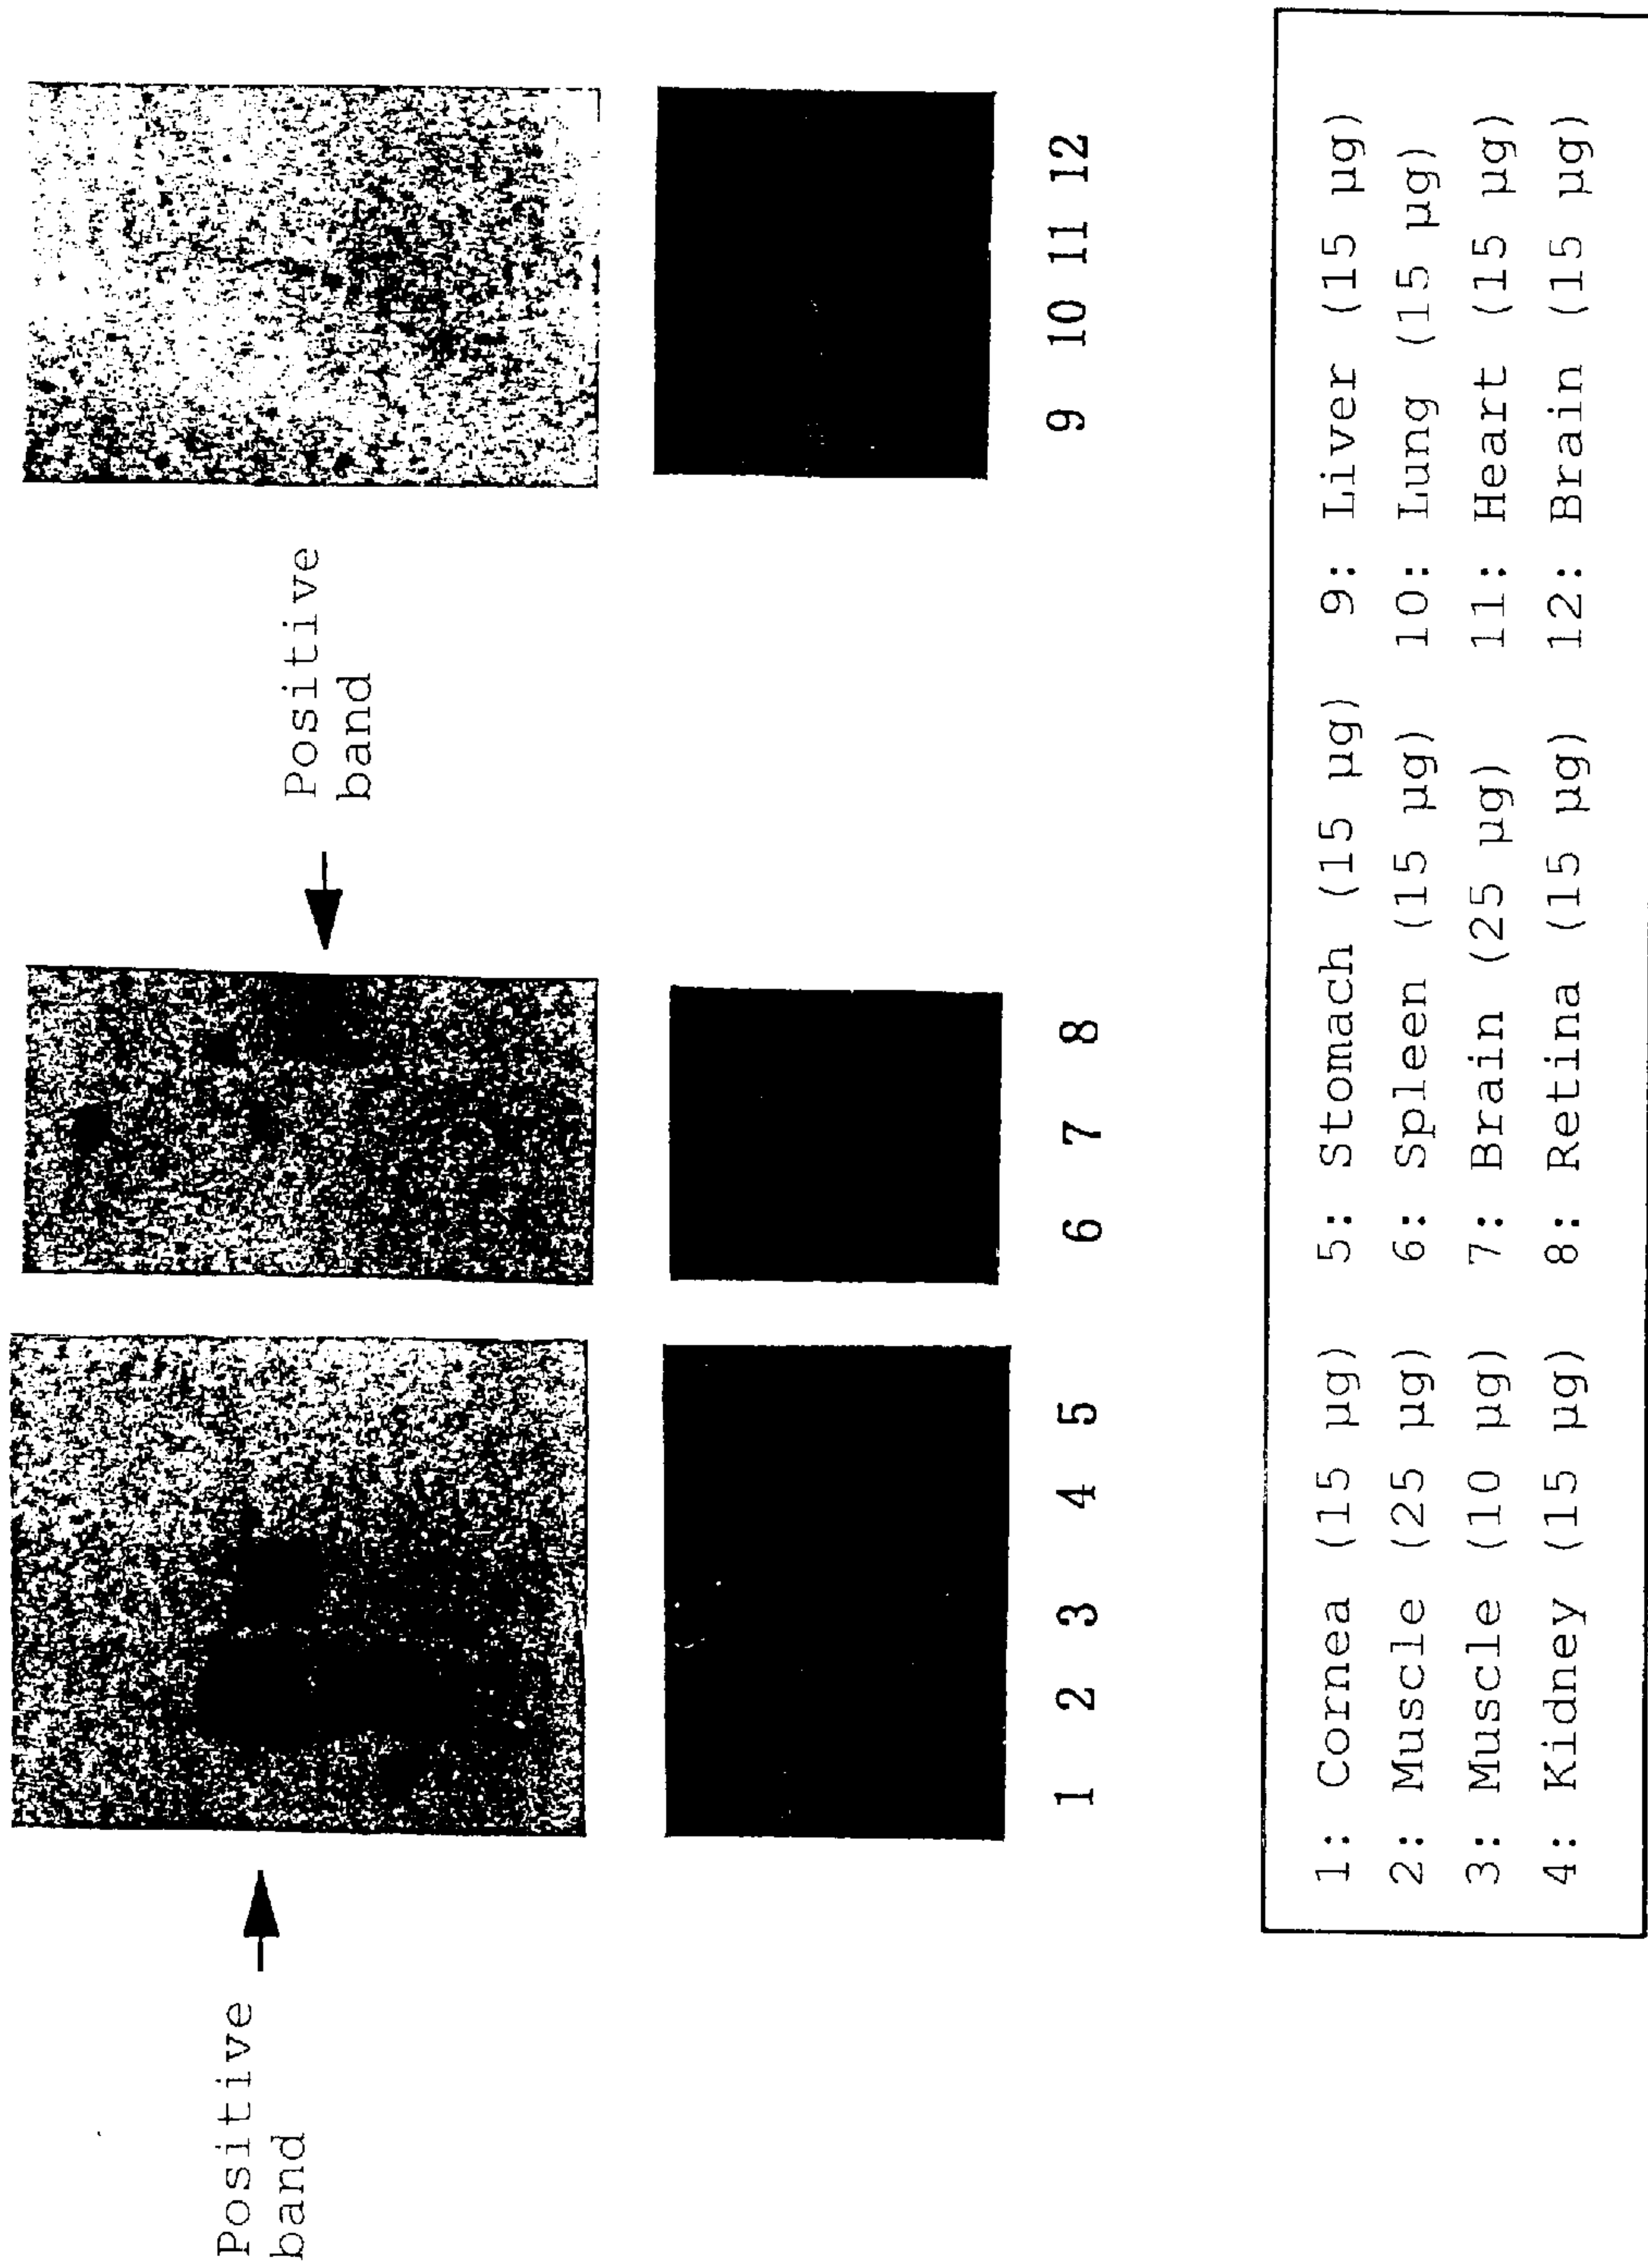 Positive
band
Positive
band
1 2 3 4 5
6 7 8
9 10 11 12
1: Cornea (15 µg) 5: Stomach (15 µg) 9: Liver (15 µg)
2: Muscle (25 µg) 6: Spleen (15 µg) 10: Lung (15 µg)
3: Muscle (10 µg) 7: Brain (25 µg) 11: Heart (15 µg)
4: Kidney (15 µg) 8: Retina (15 µg) 12: Brain (15 µg)